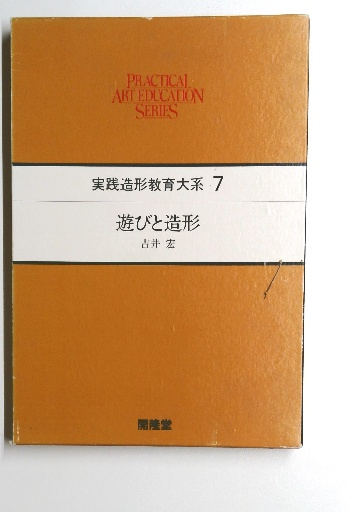 PRACTICAL
ART EDUCATION
SERIES
実践造形教育大系 7
遊びと造形
吉井 宏
開隆堂